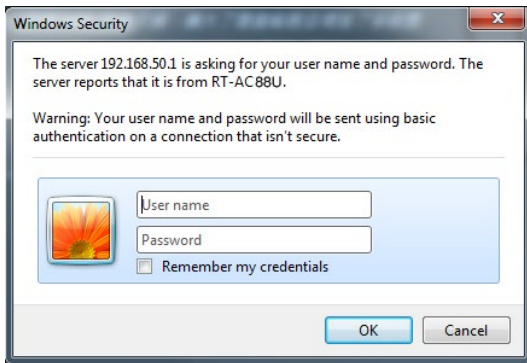 Windows Security
The server 192.168.50.1 is asking for your user name and password. The
server reports that it is from RT-AC88U.
Warning: Your user name and password will be sent using basic
authentication on a connection that isn't secure.
User name
Password
Remember my credentials
OK Cancel